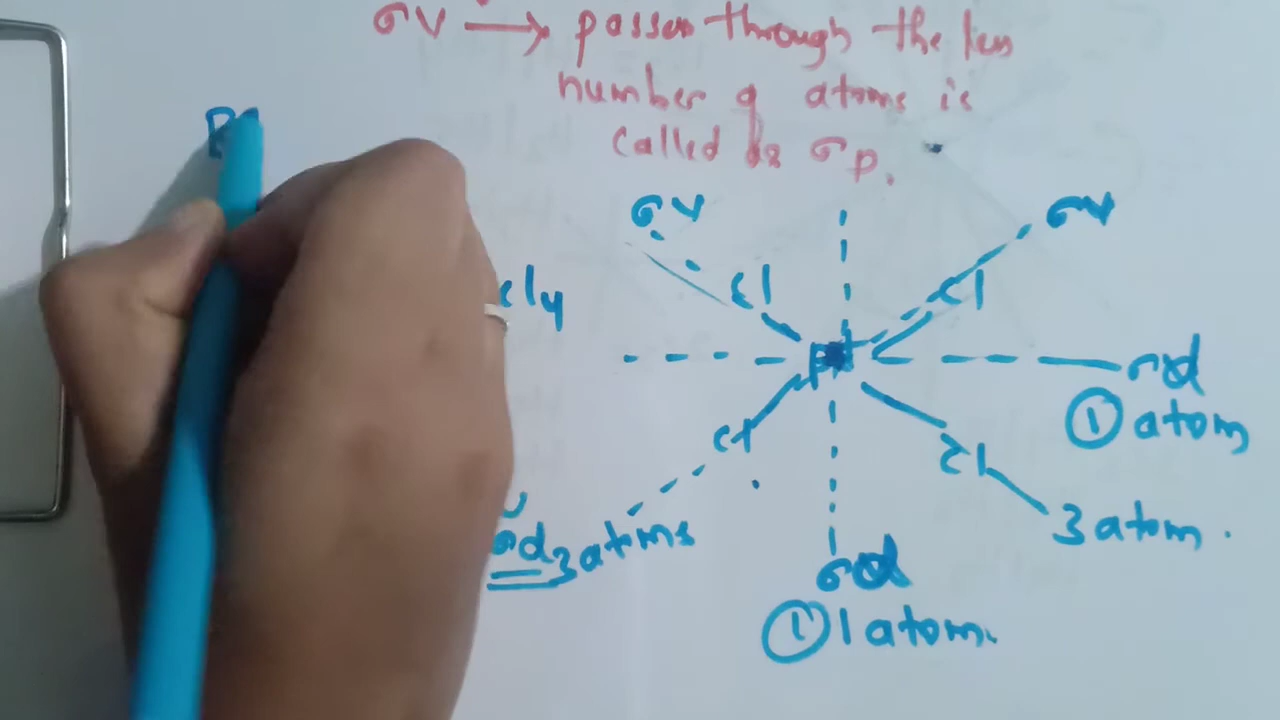 σv → passes through the less
number of atoms is
called as σp.
σv
σv
Cl
Cl
cl4
pt
σd
① atom
Cl
Cl
σd 3 atoms
3 atom.
σd
① 1 atom.